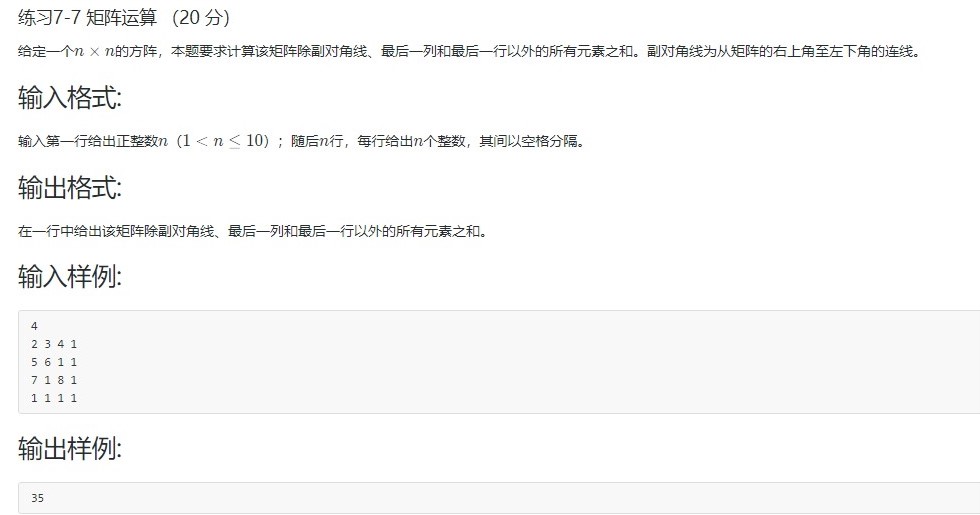 练习7-7 矩阵运算 （20 分）
给定一个n × n的方阵，本题要求计算该矩阵除副对角线、最后一列和最后一行以外的所有元素之和。副对角线为从矩阵的右上角至左下角的连线。
输入格式:
输入第一行给出正整数n（1 < n ≤ 10）；随后n行，每行给出n个整数，其间以空格分隔。
输出格式:
在一行中给出该矩阵除副对角线、最后一列和最后一行以外的所有元素之和。
输入样例:
4
2 3 4 1
5 6 1 1
7 1 8 1
1 1 1 1
输出样例:
35